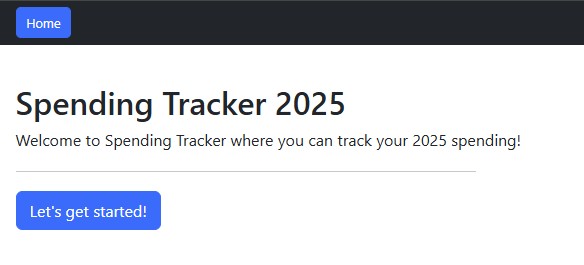 Home
Spending Tracker 2025
Welcome to Spending Tracker where you can track your 2025 spending!
Let's get started!